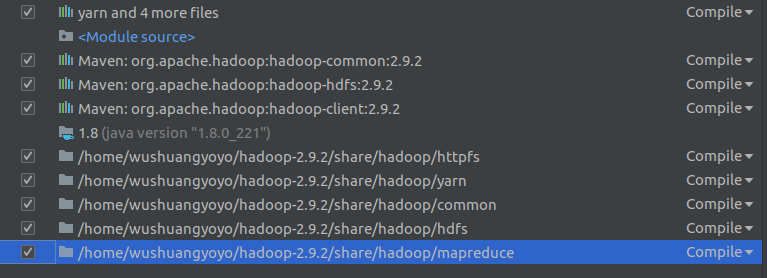 yarn and 4 more files Compile
<Module source>
Maven: org.apache.hadoop:hadoop-common:2.9.2 Compile
Maven: org.apache.hadoop:hadoop-hdfs:2.9.2 Compile
Maven: org.apache.hadoop:hadoop-client:2.9.2 Compile
1.8 (java version "1.8.0_221")
/home/wushuangyoyo/hadoop-2.9.2/share/hadoop/httpfs Compile
/home/wushuangyoyo/hadoop-2.9.2/share/hadoop/yarn Compile
/home/wushuangyoyo/hadoop-2.9.2/share/hadoop/common Compile
/home/wushuangyoyo/hadoop-2.9.2/share/hadoop/hdfs Compile
/home/wushuangyoyo/hadoop-2.9.2/share/hadoop/mapreduce Compile